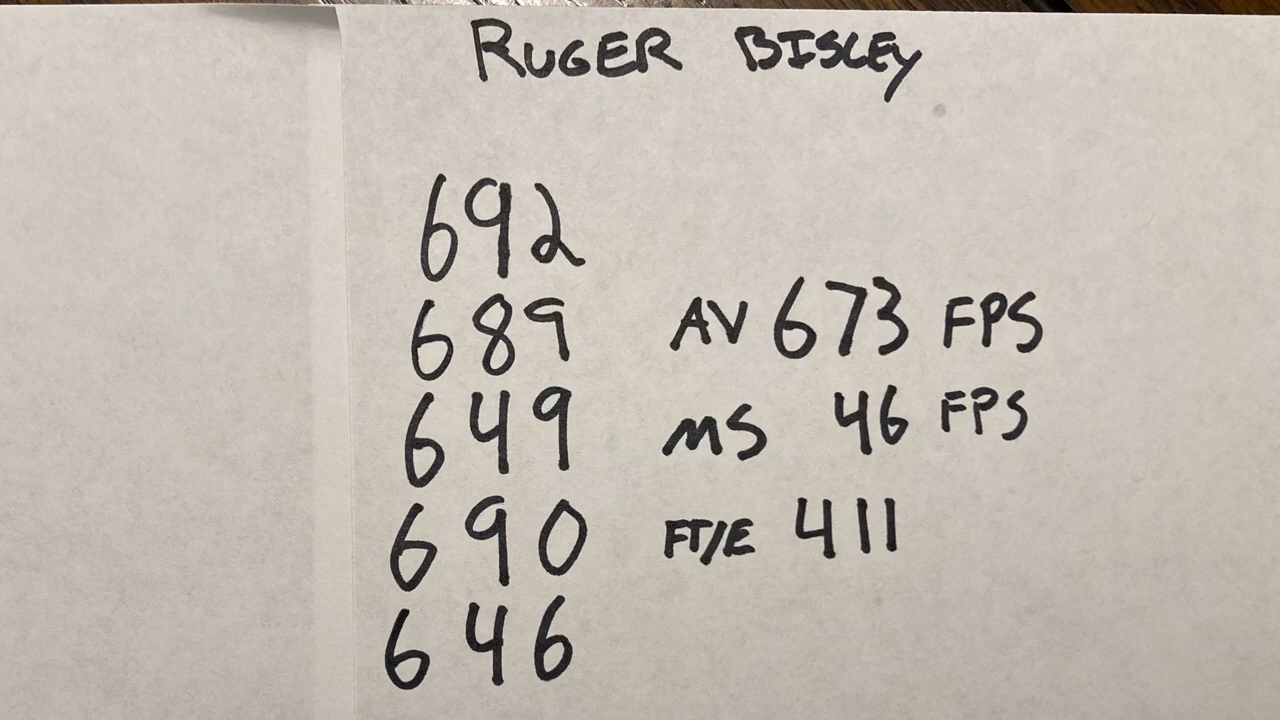 RUGER BISLEY
692
689 AV 673 FPS
649 MS 46 FPS
690 FT/E 411
646